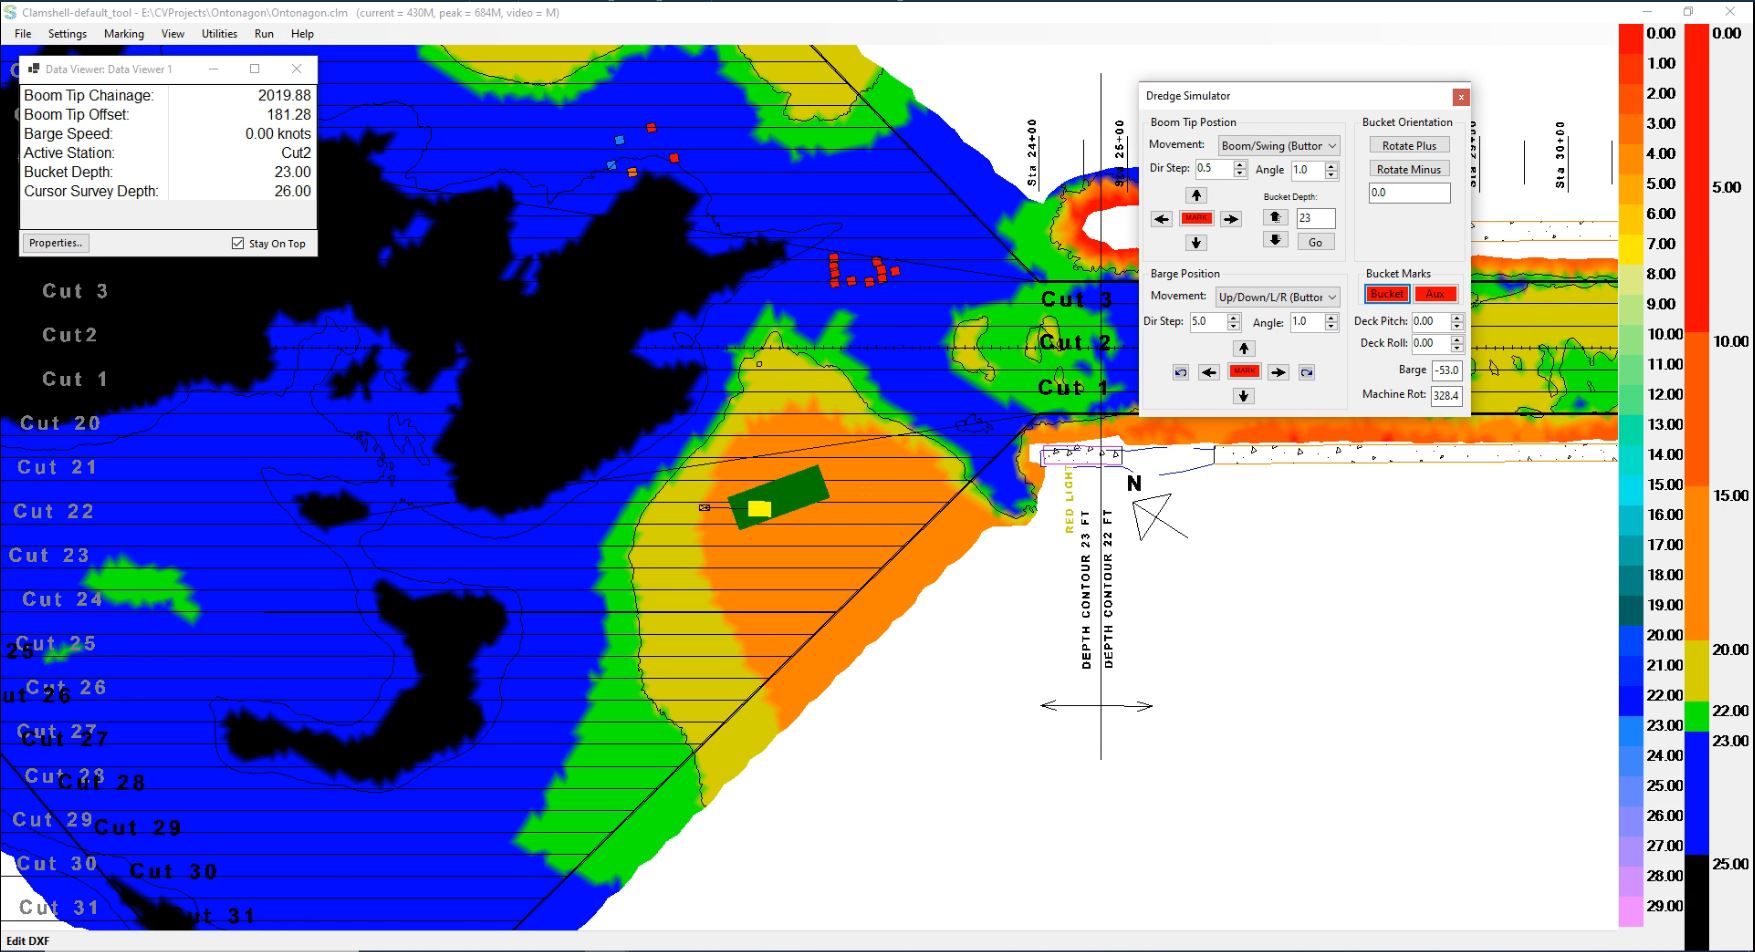 Clamshell-default_tool - E:\CVProjects\Ontonagon\Ontonagon.clm (current = 430M, peak = 684M, video = M)
File Settings Marking View Utilities Run Help
Data Viewer: Data Viewer 1
Boom Tip Chainage: 2019.88
Boom Tip Offset: 181.28
Barge Speed: 0.00 knots
Active Station: Cut2
Bucket Depth: 23.00
Cursor Survey Depth: 26.00
Properties..
Stay On Top
Dredge Simulator
Boom Tip Postion
Movement: Boom/Swing (Buttor
Dir Step: 0.5 Angle 1.0
Bucket Depth:
MARK
23
Go
Bucket Orientation
Rotate Plus
Rotate Minus
0.0
Barge Position
Movement: Up/Down/L/R (Buttor
Dir Step: 5.0 Angle: 1.0
MARK
Bucket Marks
Bucket Aux
Deck Pitch: 0.00
Deck Roll: 0.00
Barge -53.0
Machine Rot: 328.4
Cut 3
Cut2
Cut 1
Cut 20
Cut 21
Cut 22
Cut 23
Cut 24
Cut 25
25
Cut 26
ut 26
Cut 27
Cut 27
Cut 28
Cut 28
Cut 29
Cut 29
Cut 30
Cut 30
Cut 31
ut 31
Cut 3
Cut 2
Cut 1
Sta 24+00
Sta 25+00
Sta 30+00
RED LIGHT
N
DEPTH CONTOUR 23 FT
DEPTH CONTOUR 22 FT
0.00
1.00
2.00
3.00
4.00
5.00
6.00
7.00
8.00
9.00
10.00
11.00
12.00
13.00
14.00
15.00
16.00
17.00
18.00
19.00
20.00
21.00
22.00
23.00
24.00
25.00
26.00
27.00
28.00
29.00
0.00
5.00
10.00
15.00
20.00
22.00
23.00
25.00
Edit DXF